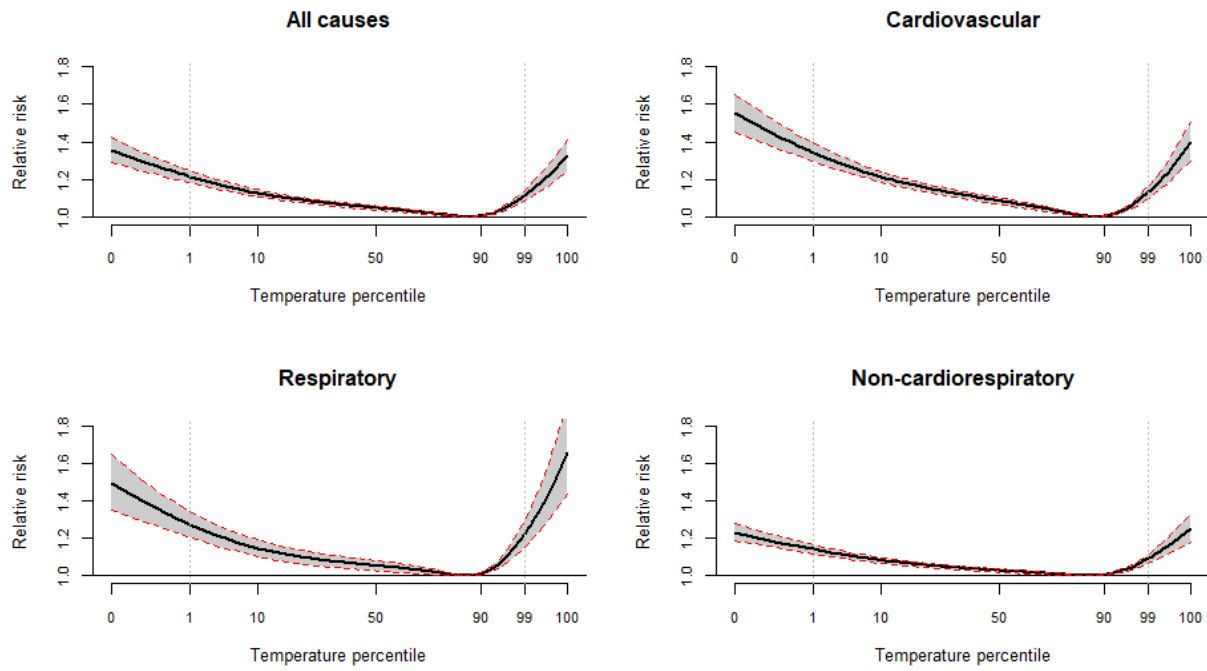 All causes
Relative risk
1.0 1.2 1.4 1.6 1.8
0 1 10 50 90 99 100
Temperature percentile
Cardiovascular
Relative risk
1.0 1.2 1.4 1.6 1.8
0 1 10 50 90 99 100
Temperature percentile
Respiratory
Relative risk
1.0 1.2 1.4 1.6 1.8
0 1 10 50 90 99 100
Temperature percentile
Non-cardiorespiratory
Relative risk
1.0 1.2 1.4 1.6 1.8
0 1 10 50 90 99 100
Temperature percentile